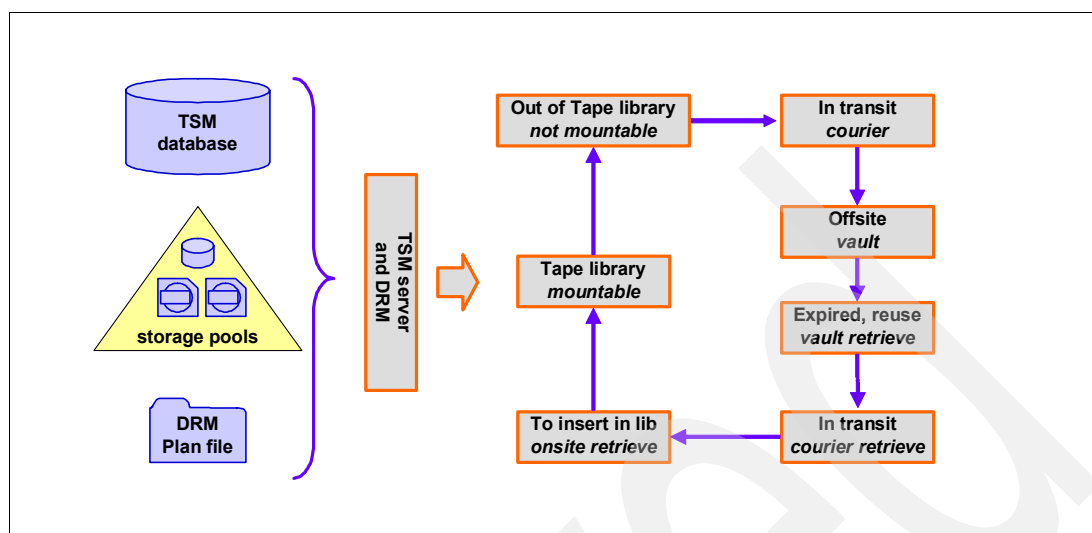 TSM
database
storage pools
DRM
Plan file
TSM server
and DRM
Out of Tape library
not mountable
In transit
courier
Offsite
vault
Tape library
mountable
Expired, reuse
vault retrieve
To insert in lib
onsite retrieve
In transit
courier retrieve